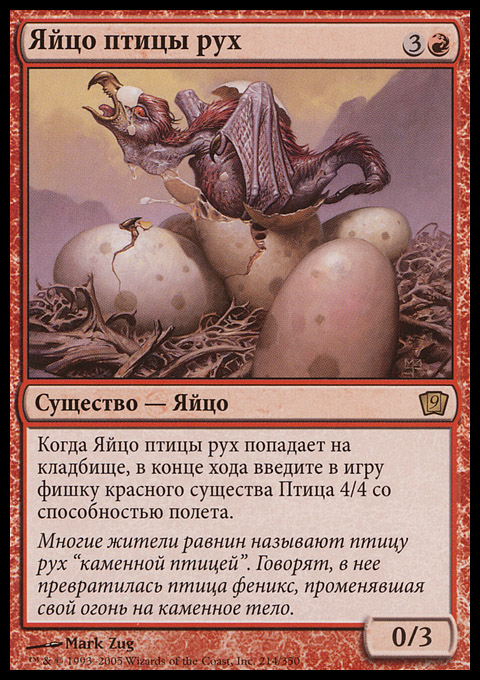 Яйцо птицы рух
3
Существо — Яйцо
9
Когда Яйцо птицы рух попадает на
кладбище, в конце хода введите в игру
фишку красного существа Птица 4/4 со
способностью полета.
Многие жители равнин называют птицу
рух “каменной птицей”. Говорят, в нее
превратилась птица феникс, променявшая
свой огонь на каменное тело.
0/3
Mark Zug
™ & © 1993–2005 Wizards of the Coast, Inc. 214/350